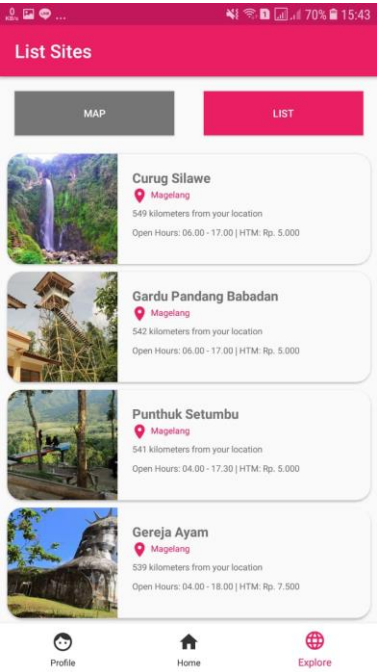 0
KB/s ... 70% 15:43
List Sites
MAP
LIST
Curug Silawe
Magelang
549 kilometers from your location
Open Hours: 06.00 - 17.00 | HTM: Rp. 5.000
Gardu Pandang Babadan
Magelang
542 kilometers from your location
Open Hours: 06.00 - 17.00 | HTM: Rp. 5.000
Punthuk Setumbu
Magelang
541 kilometers from your location
Open Hours: 04.00 - 17.30 | HTM: Rp. 5.000
Gereja Ayam
Magelang
539 kilometers from your location
Open Hours: 04.00 - 18.00 | HTM: Rp. 7.500
Profile
Home
Explore